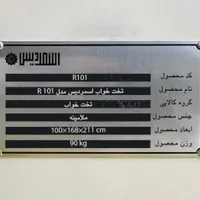 اسمردیس
کد محصول R101
نام محصول تخت خواب اسمردیس مدل R 101
گروه کالایی تخت خواب
جنس محصول ملامینه
ابعاد محصول 100×168×211 cm
وزن محصول 90 kg